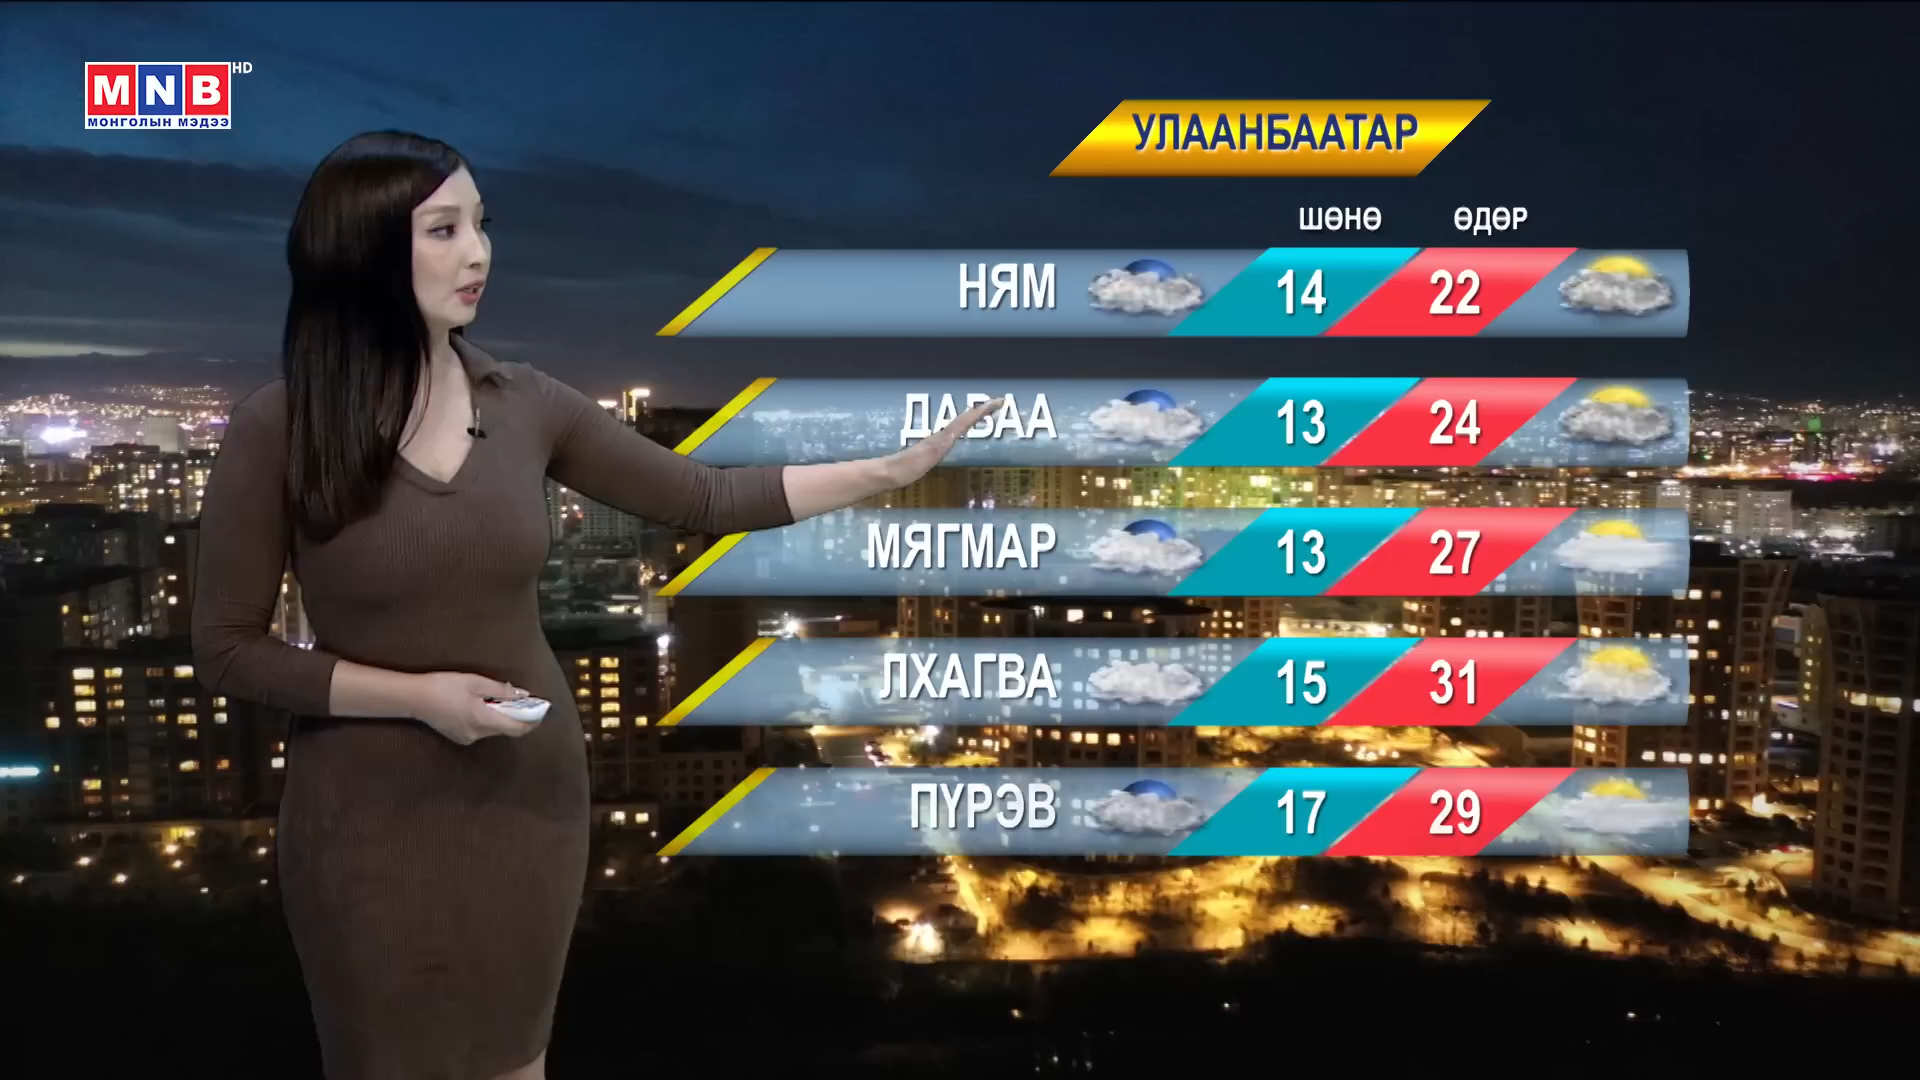 MNB HD
МОНГОЛЫН МЭДЭЭ
УЛААНБААТАР
ШӨНӨ ӨДӨР
НЯМ 14 22
ДАВАА 13 24
МЯГМАР 13 27
ЛХАГВА 15 31
ПҮРЭВ 17 29